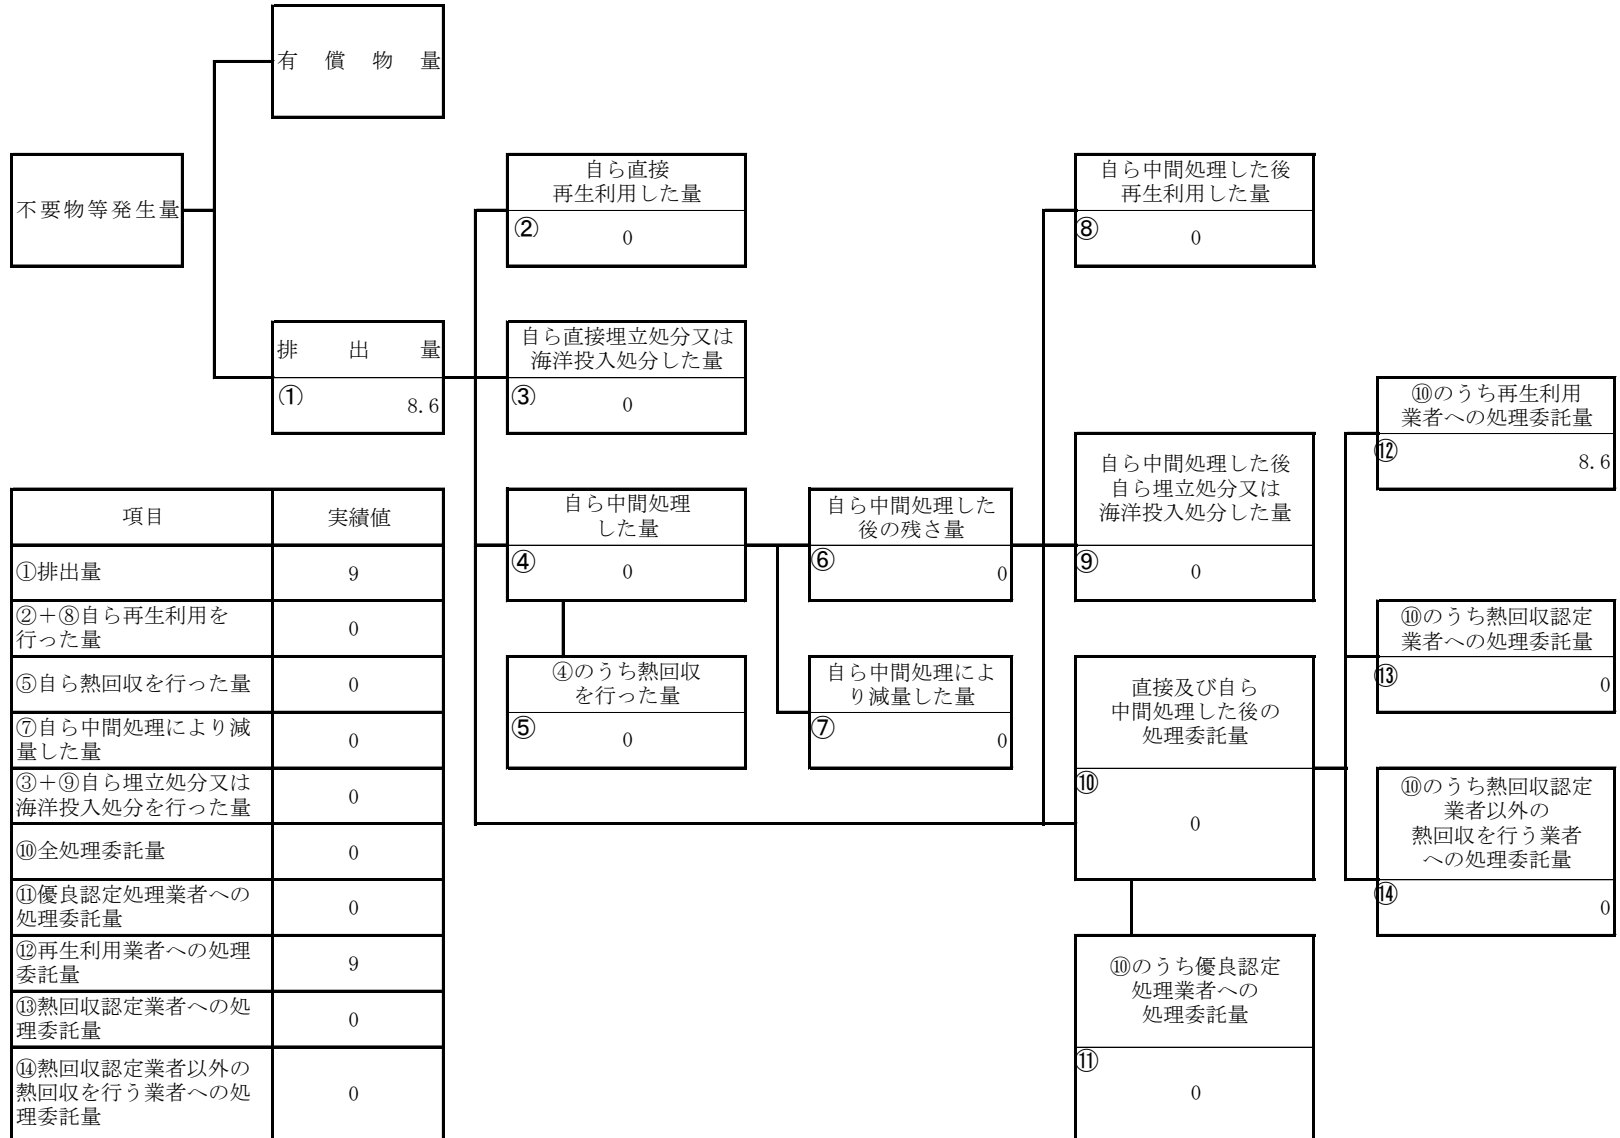 有償物量
不要物等発生量
自ら直接
再生利用した量
②
0
自ら中間処理した後
再生利用した量
⑧
0
排出量
①
8.6
自ら直接埋立処分又は
海洋投入処分した量
③
0
⑩のうち再生利用
業者への処理委託量
⑫
8.6
自ら中間処理した後
自ら埋立処分又は
海洋投入処分した量
⑨
0
自ら中間処理
した量
④
0
自ら中間処理した
後の残さ量
⑥
0
⑩のうち熱回収認定
業者への処理委託量
⑬
0
④のうち熱回収
を行った量
⑤
0
自ら中間処理によ
り減量した量
⑦
0
直接及び自ら
中間処理した後の
処理委託量
⑩
0
⑩のうち熱回収認定
業者以外の
熱回収を行う業者
への処理委託量
⑭
0
⑩のうち優良認定
処理業者への
処理委託量
⑪
0
項目 実績値
①排出量 9
②+⑧自ら再生利用を
行った量 0
⑤自ら熱回収を行った量 0
⑦自ら中間処理により減
量した量 0
③+⑨自ら埋立処分又は
海洋投入処分を行った量 0
⑩全処理委託量 0
⑪優良認定処理業者への
処理委託量 0
⑫再生利用業者への処理
委託量 9
⑬熱回収認定業者への処
理委託量 0
⑭熱回収認定業者以外の
熱回収を行う業者への処
理委託量 0